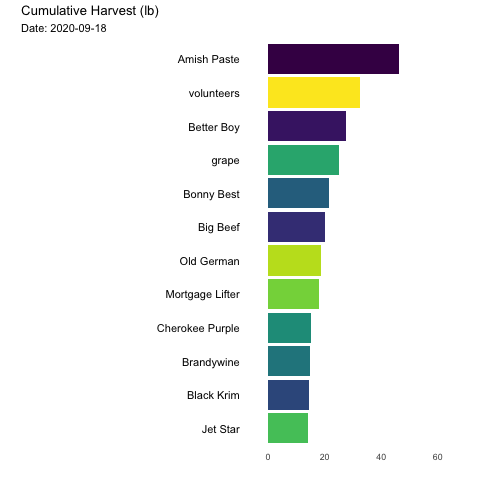 Cumulative Harvest (lb)
Date: 2020-09-18
Amish Paste
volunteers
Better Boy
grape
Bonny Best
Big Beef
Old German
Mortgage Lifter
Cherokee Purple
Brandywine
Black Krim
Jet Star
0 20 40 60